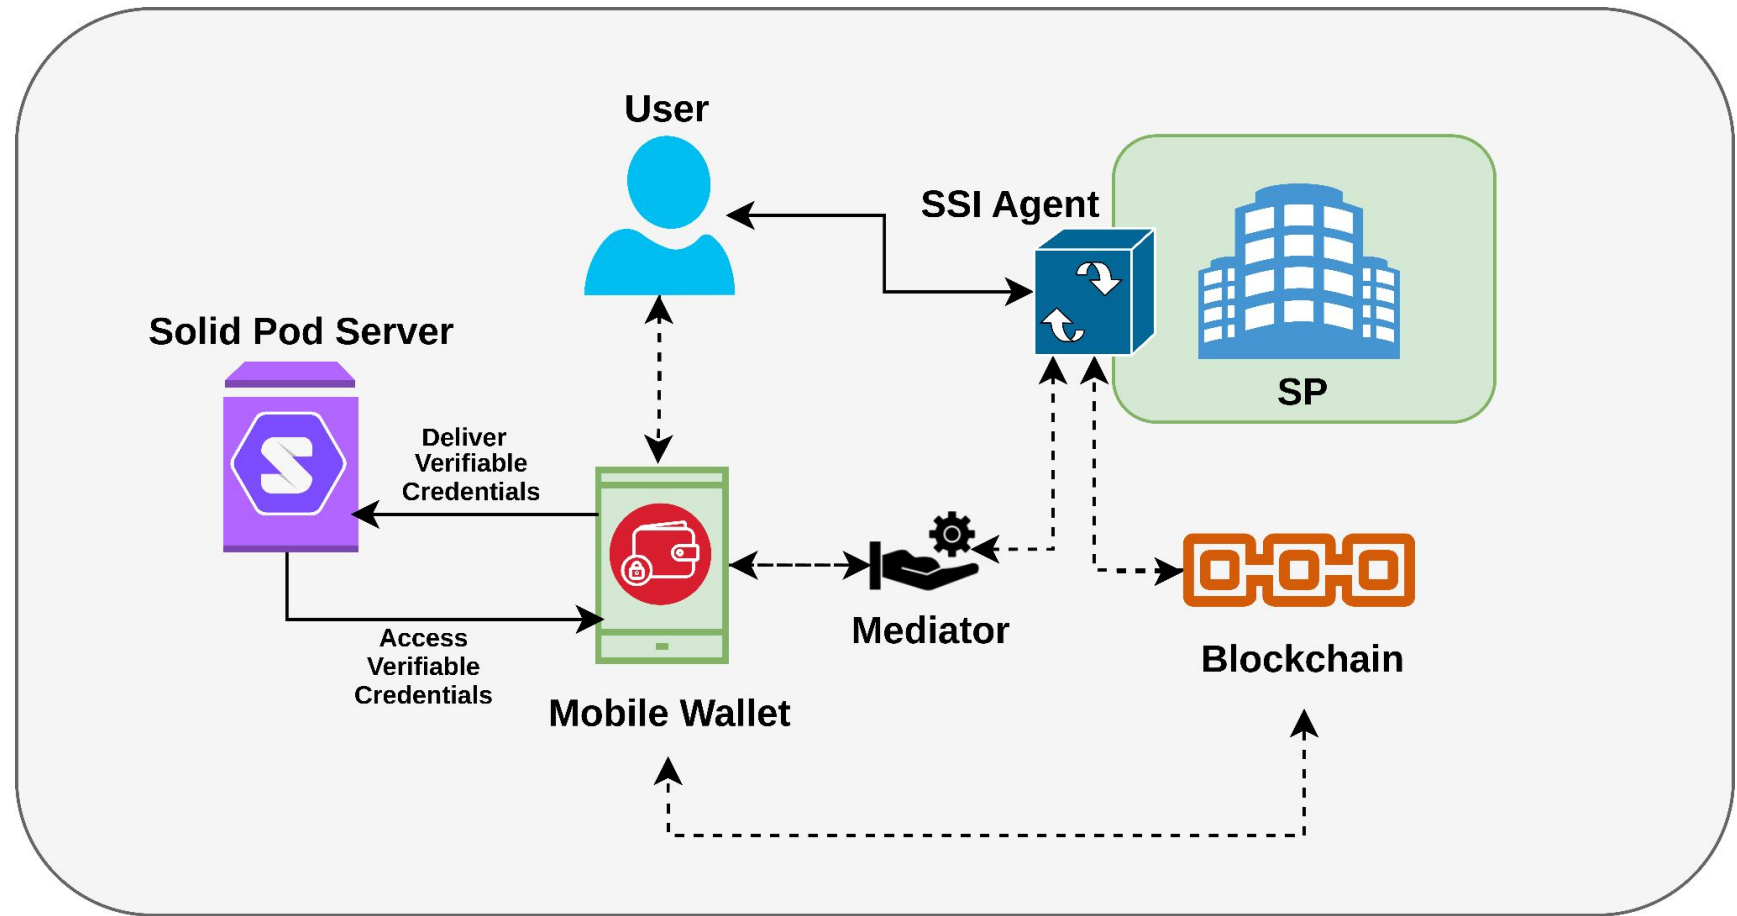 User
SSI Agent
Solid Pod Server
SP
Deliver
Verifiable
Credentials
Mediator
Access
Verifiable
Credentials
Blockchain
Mobile Wallet